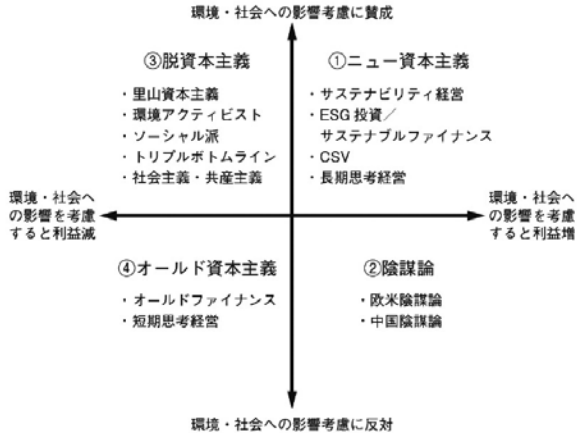 環境・社会への影響考慮に賛成
③脱資本主義
・里山資本主義
・環境アクティビスト
・ソーシャル派
・トリプルボトムライン
・社会主義・共産主義
①ニュー資本主義
・サステナビリティ経営
・ESG 投資／
サステナブルファイナンス
・CSV
・長期思考経営
環境・社会へ
の影響を考慮
すると利益減
環境・社会へ
の影響を考慮
すると利益増
④オールド資本主義
・オールドファイナンス
・短期思考経営
②陰謀論
・欧米陰謀論
・中国陰謀論
環境・社会への影響考慮に反対